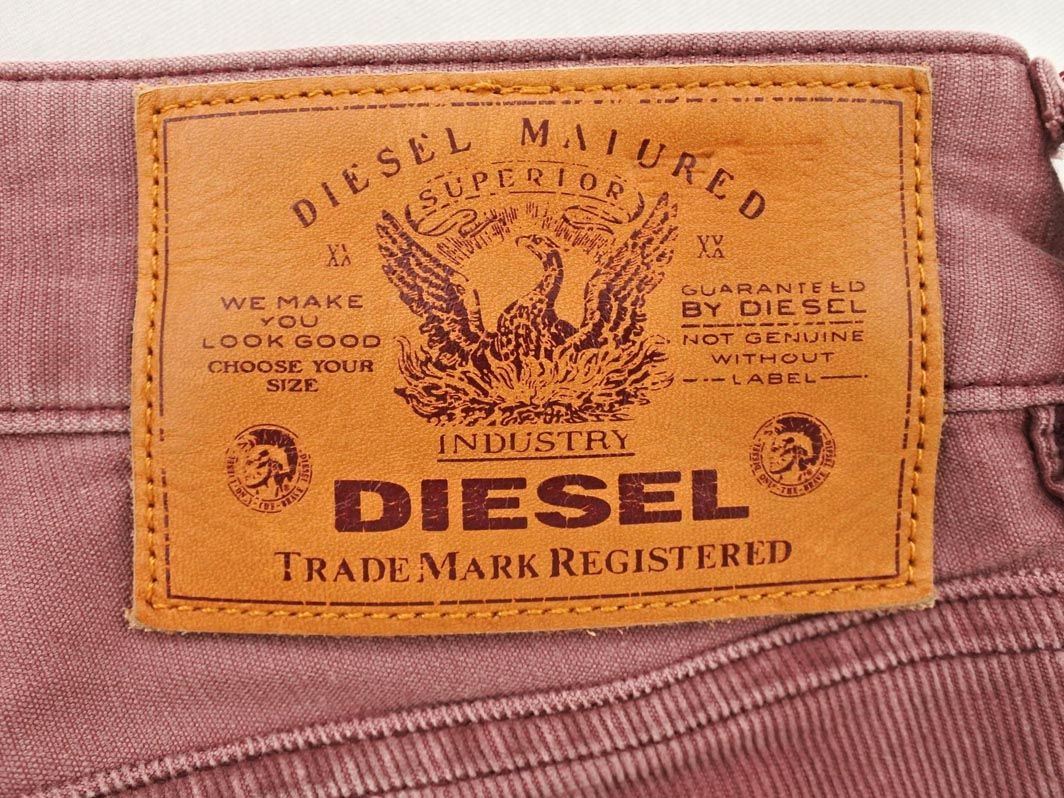 DIESEL MATURED
SUPERIOR
XX
XX
WE MAKE
YOU
LOOK GOOD
CHOOSE YOUR
SIZE
GUARANTEED
BY DIESEL
NOT GENUINE
WITHOUT
LABEL
INDUSTRY
DIESEL
TRADE MARK REGISTERED